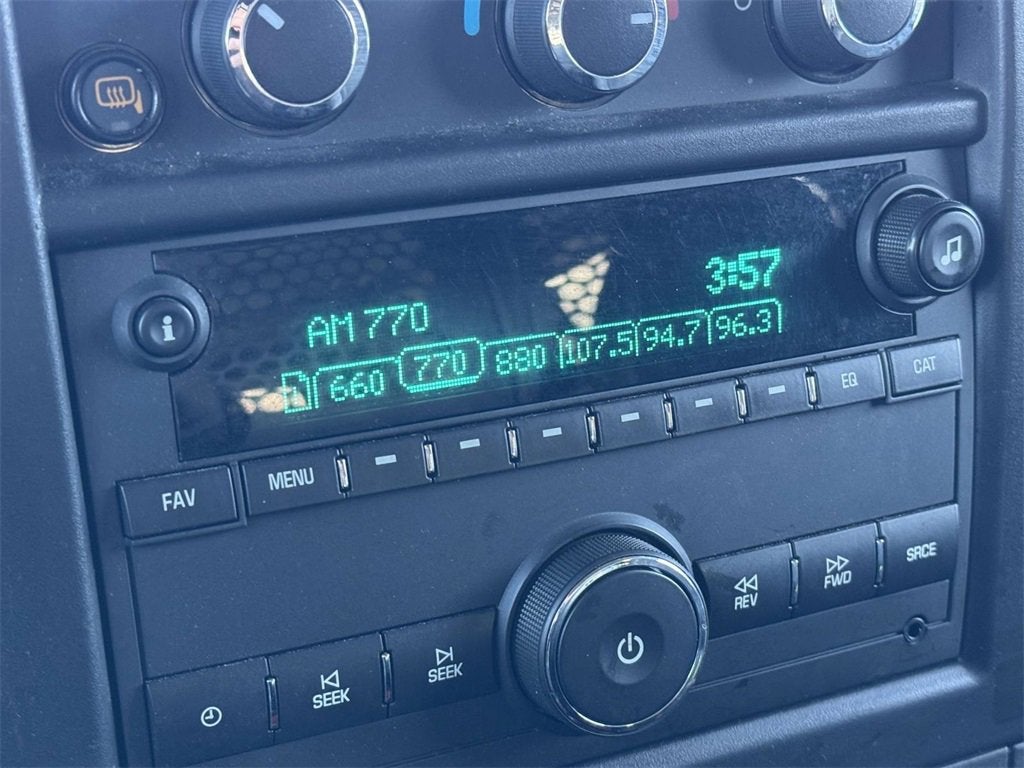 3:57
AM 770
660 770 880 107.5 94.7 96.3
FAV MENU EQ CAT
REV FWD SRCE
SEEK SEEK